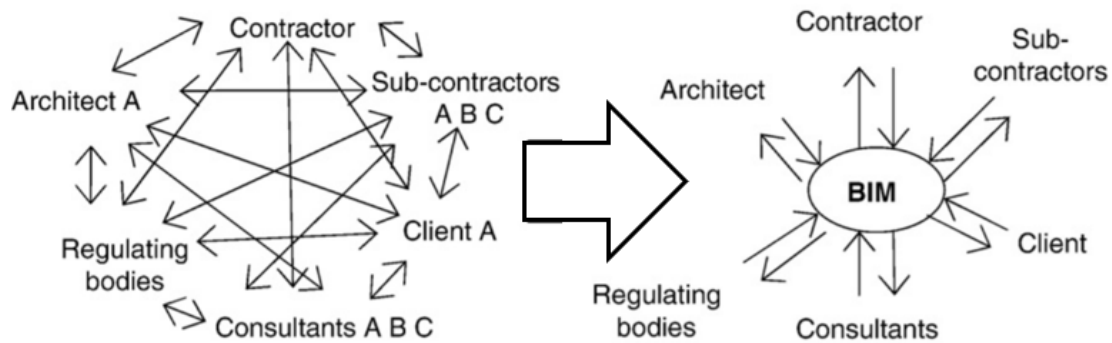 Contractor
Architect A
Sub-contractors
A B C
Regulating
bodies
Client A
Consultants A B C
Contractor
Sub-
contractors
Architect
BIM
Client
Regulating
bodies
Consultants